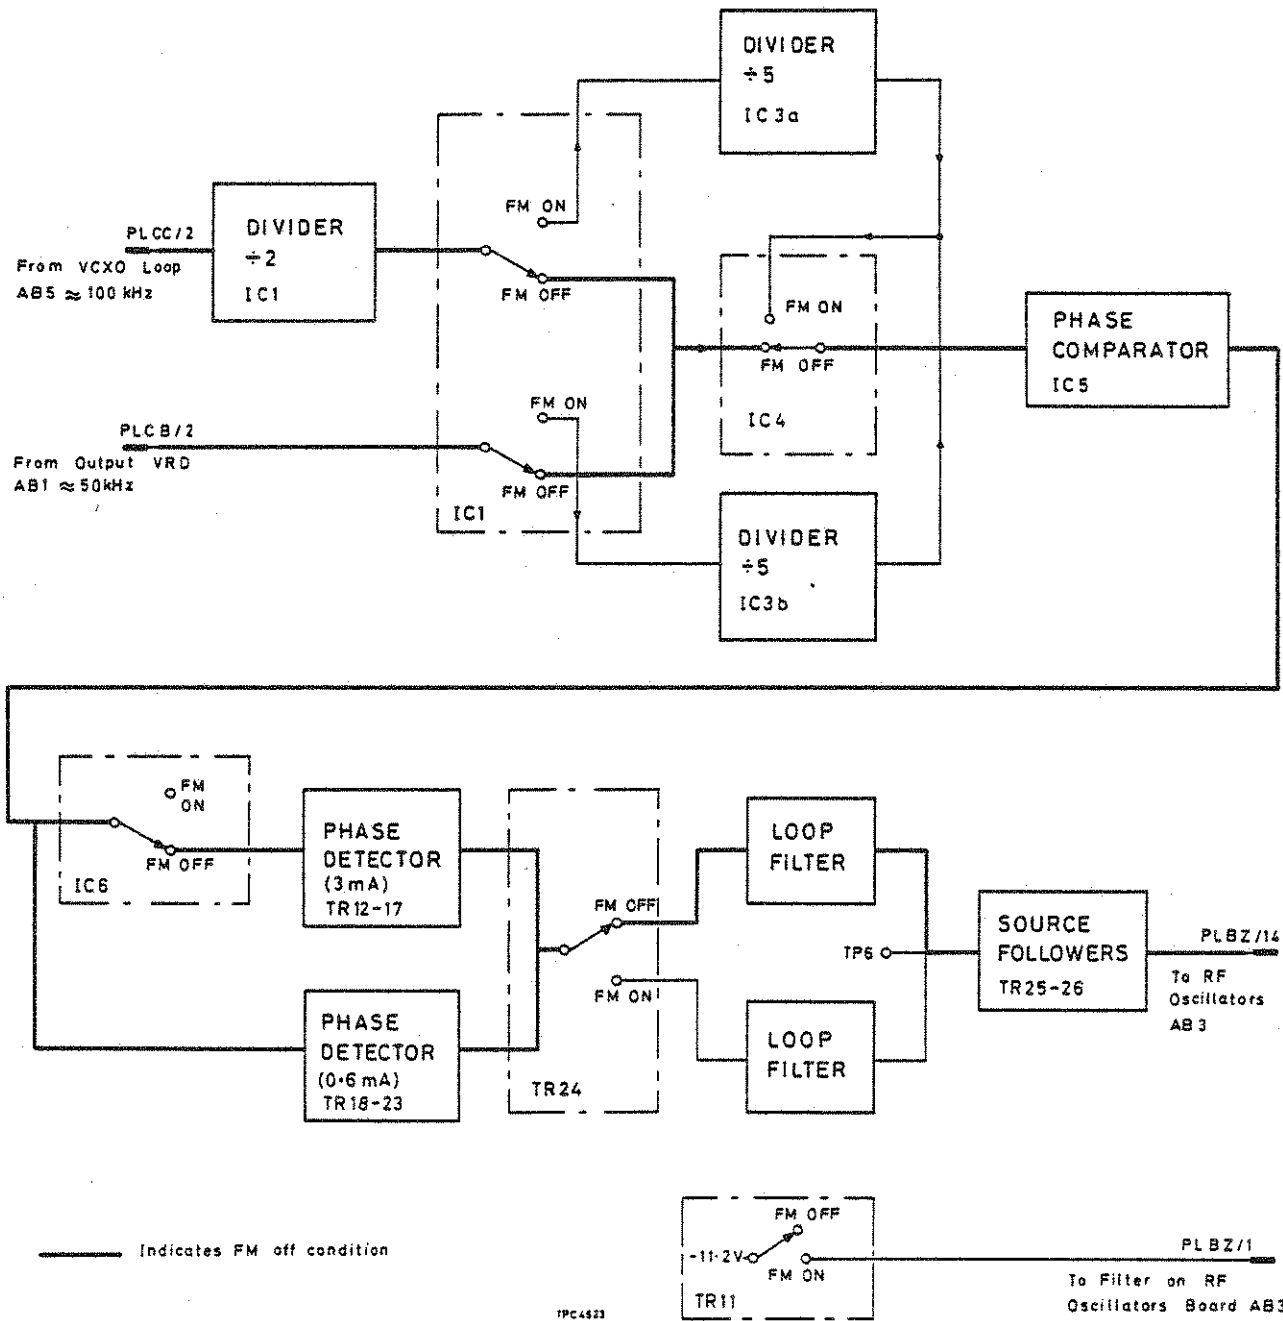 DIVIDER
÷5
IC3a
FM ON
PLCC/2
From VCXO Loop
AB5 ≈ 100 kHz
DIVIDER
÷2
IC1
FM OFF
FM ON
FM OFF
IC4
PHASE
COMPARATOR
IC5
FM ON
PLCB/2
From Output VRD
AB1 ≈ 50kHz
FM OFF
IC1
DIVIDER
÷5
IC3b
FM
ON
FM OFF
IC6
PHASE
DETECTOR
(3mA)
TR12-17
PHASE
DETECTOR
(0·6mA)
TR18-23
FM OFF
FM ON
TR24
LOOP
FILTER
TP6
LOOP
FILTER
SOURCE
FOLLOWERS
TR25-26
PLBZ/14
To RF
Oscillators
AB3
Indicates FM off condition
FM OFF
-11·2V
FM ON
TR11
PLBZ/1
To Filter on RF
Oscillators Board AB3
TPC4523